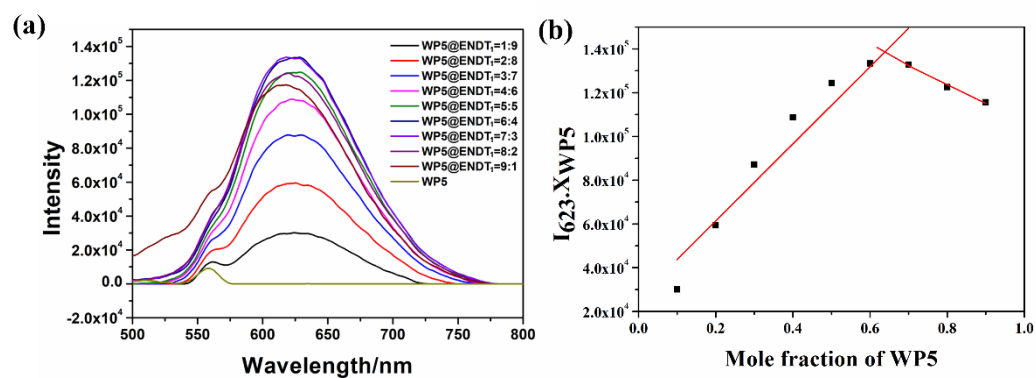 (a)
Intensity
1.4x10⁵
1.2x10⁵
1.0x10⁵
8.0x10⁴
6.0x10⁴
4.0x10⁴
2.0x10⁴
0.0
-2.0x10⁴
500 550 600 650 700 750 800
Wavelength/nm
WP5@ENDT₁=1:9
WP5@ENDT₁=2:8
WP5@ENDT₁=3:7
WP5@ENDT₁=4:6
WP5@ENDT₁=5:5
WP5@ENDT₁=6:4
WP5@ENDT₁=7:3
WP5@ENDT₁=8:2
WP5@ENDT₁=9:1
WP5
(b)
I₆₂₃.X_WP5
1.4x10⁵
1.2x10⁵
1.0x10⁵
8.0x10⁴
6.0x10⁴
4.0x10⁴
2.0x10⁴
0.0 0.2 0.4 0.6 0.8 1.0
Mole fraction of WP5